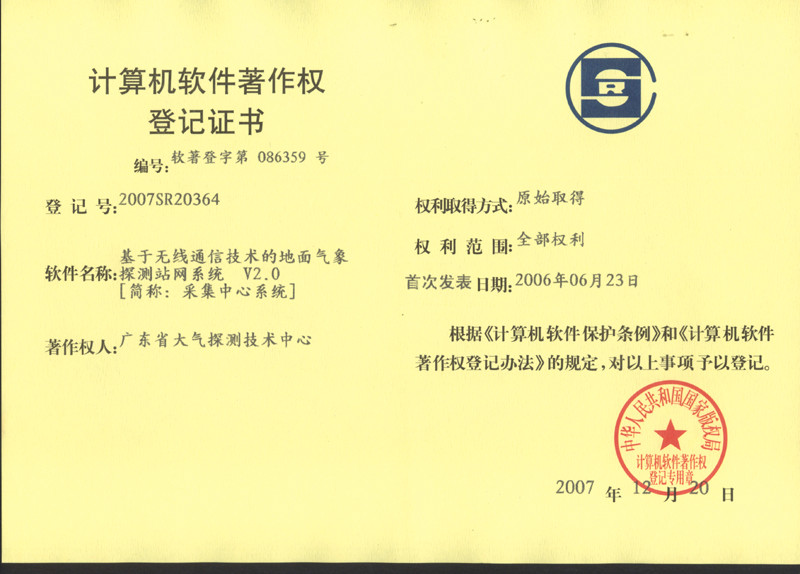 计算机软件著作权
登记证书
编号:软著登字第 086359 号
登 记 号:2007SR20364
软件名称:基于无线通信技术的地面气象
探测站网系统 V2.0
[简称: 采集中心系统]
著作权人:广东省大气探测技术中心
SR
权利取得方式:原始取得
权 利 范 围:全部权利
首次发表日期:2006年06月23日
根据《计算机软件保护条例》和《计算机软件
著作权登记办法》的规定,对以上事项予以登记。
中华人民共和国国家版权局
计算机软件著作权
登记专用章
2007 年 12 月 20 日